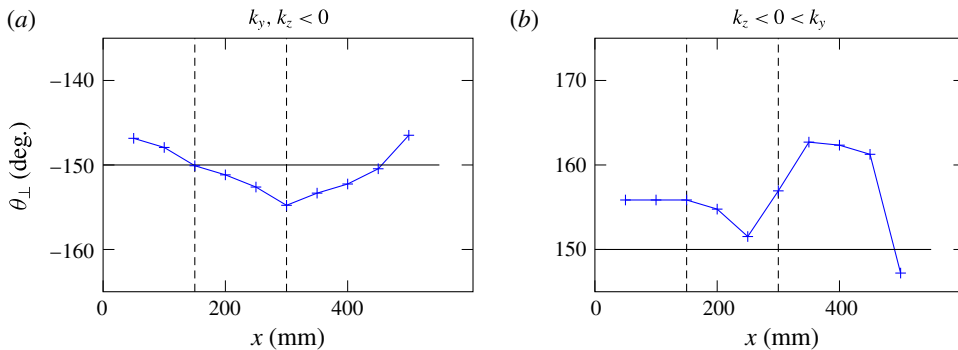 (a)
k_y, k_z < 0
−140
−150
−160
θ⊥ (deg.)
0
200
400
x (mm)
(b)
k_z < 0 < k_y
170
160
150
0
200
400
x (mm)